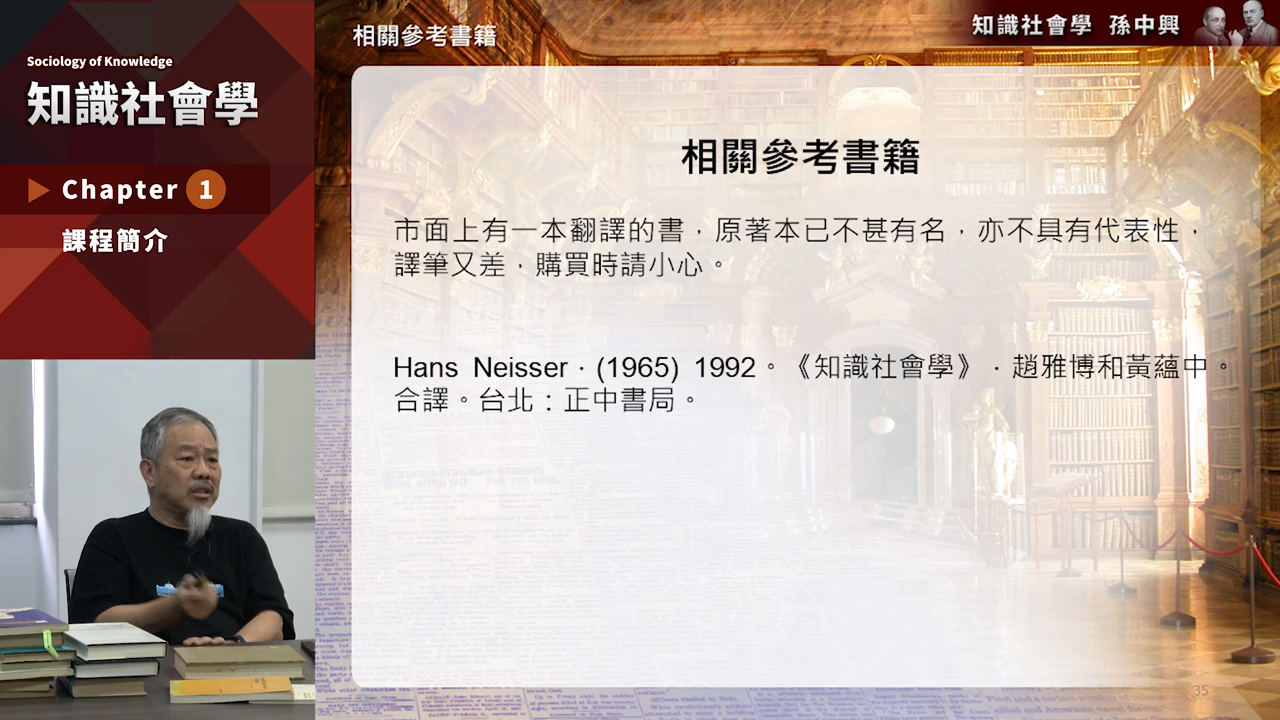 Sociology of Knowledge
知識社會學
Chapter 1
課程簡介
相關參考書籍
知識社會學 孫中興
相關參考書籍
市面上有一本翻譯的書，原著本已不甚有名，亦不具有代表性，
譯筆又差，購買時請小心。
Hans Neisser．(1965) 1992。《知識社會學》．趙雅博和黃蘊中。
合譯。台北：正中書局。
35